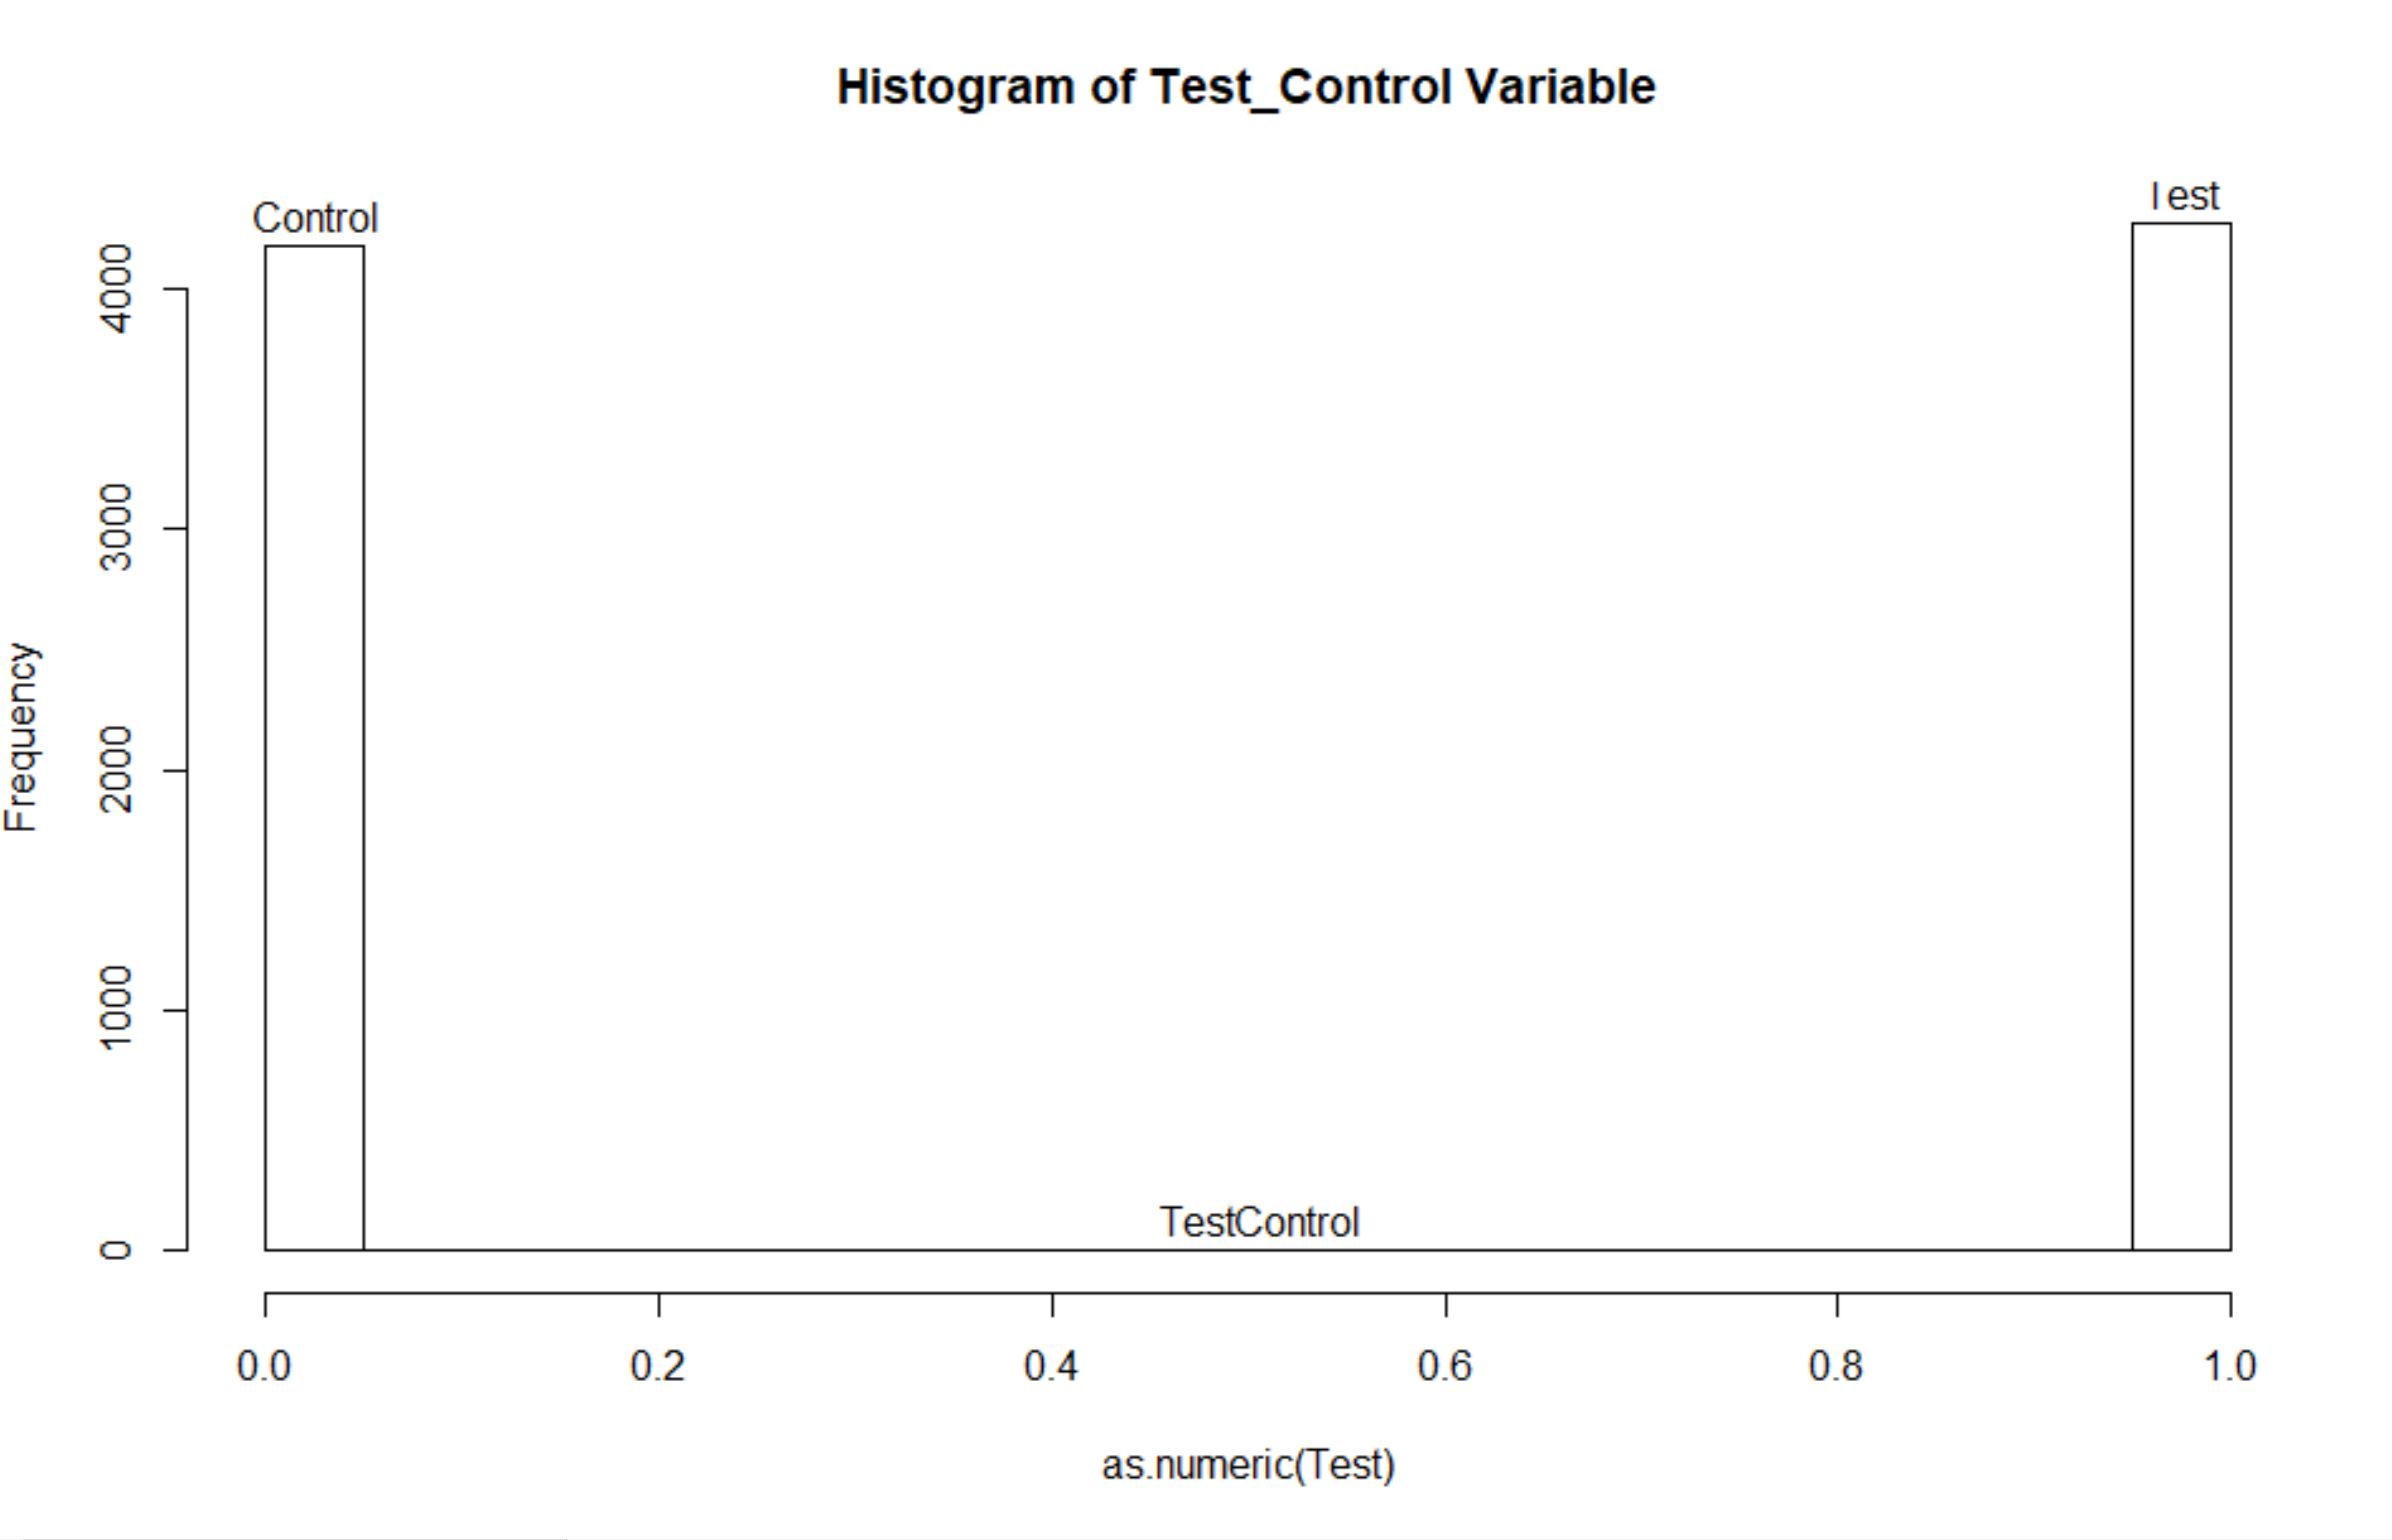 Histogram of Test_Control Variable
Control
Test
4000
3000
2000
1000
0
Frequency
TestControl
0.0 0.2 0.4 0.6 0.8 1.0
as.numeric(Test)